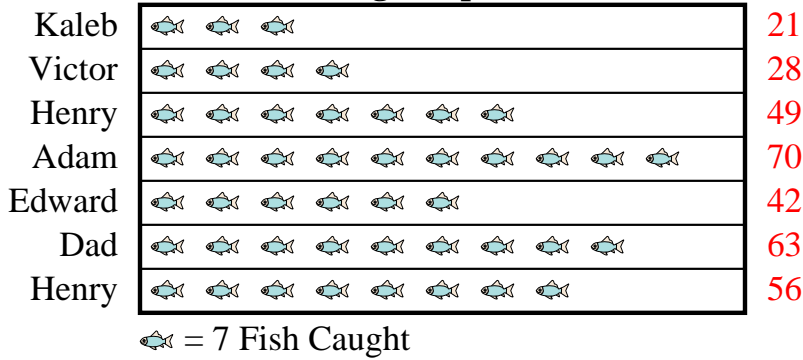 Kaleb 21
Victor 28
Henry 49
Adam 70
Edward 42
Dad 63
Henry 56
= 7 Fish Caught